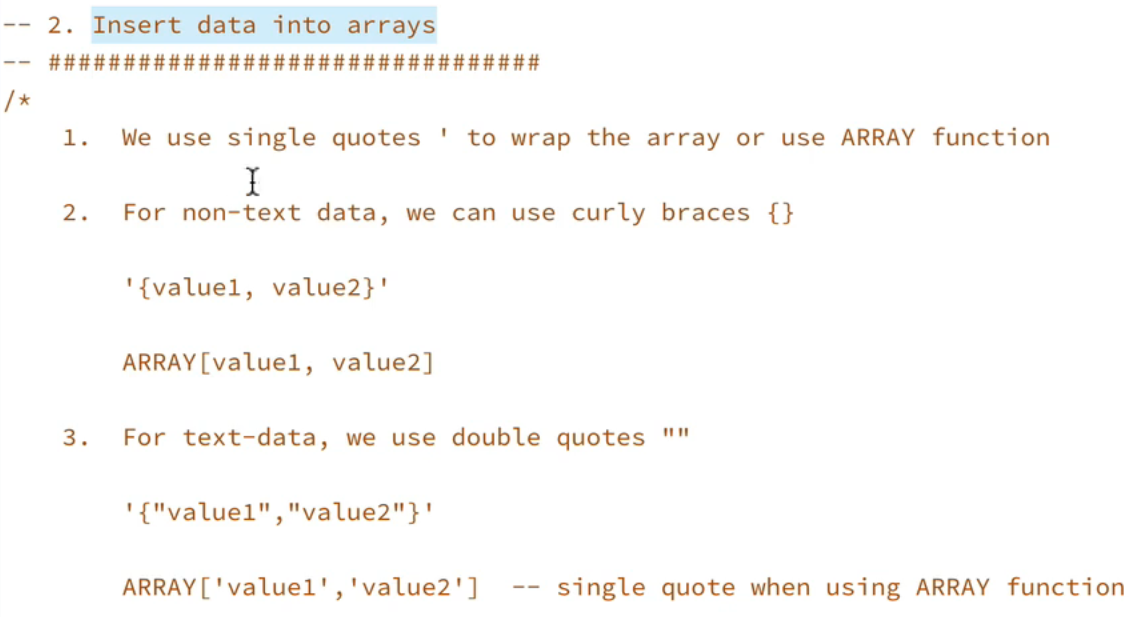 -- 2. Insert data into arrays
-- #################################
/*
1. We use single quotes ' to wrap the array or use ARRAY function
2. For non-text data, we can use curly braces {}
'{value1, value2}'
ARRAY[value1, value2]
3. For text-data, we use double quotes ""
'{"value1","value2"}'
ARRAY['value1','value2'] -- single quote when using ARRAY function